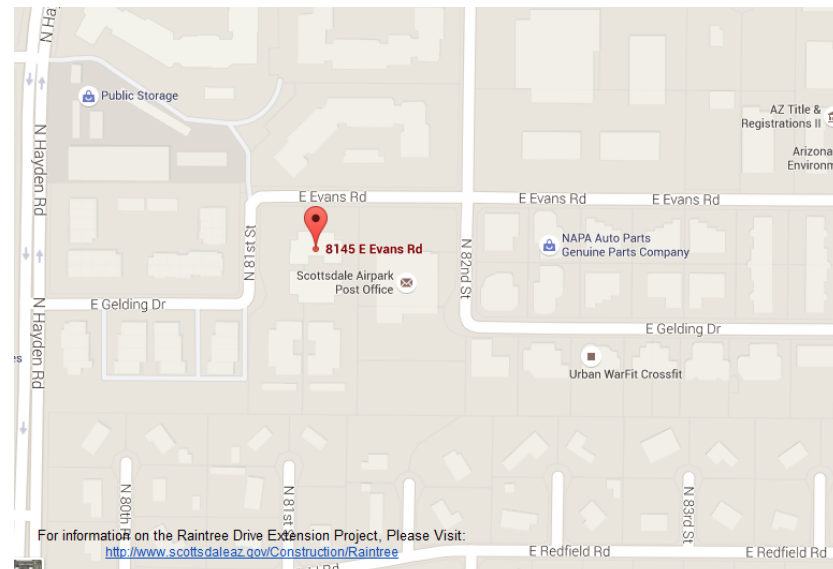 N Ha
N H
Public Storage
AZ Title &
Registrations II
Arizona
Environm
N Hayden Rd
E Evans Rd
E Evans Rd
E Evans Rd
8145 E Evans Rd
N 81st St
N 82nd St
NAPA Auto Parts
Genuine Parts Company
Scottsdale Airpark
Post Office
E Gelding Dr
N Hayden Rd
E Gelding Dr
es
Urban WarFit Crossfit
N 80th
N 81st St
N 83rd St
For information on the Raintree Drive Extension Project, Please Visit:
http://www.scottsdaleaz.gov/Construction/Raintree
E Redfield Rd
E Redfield Rd